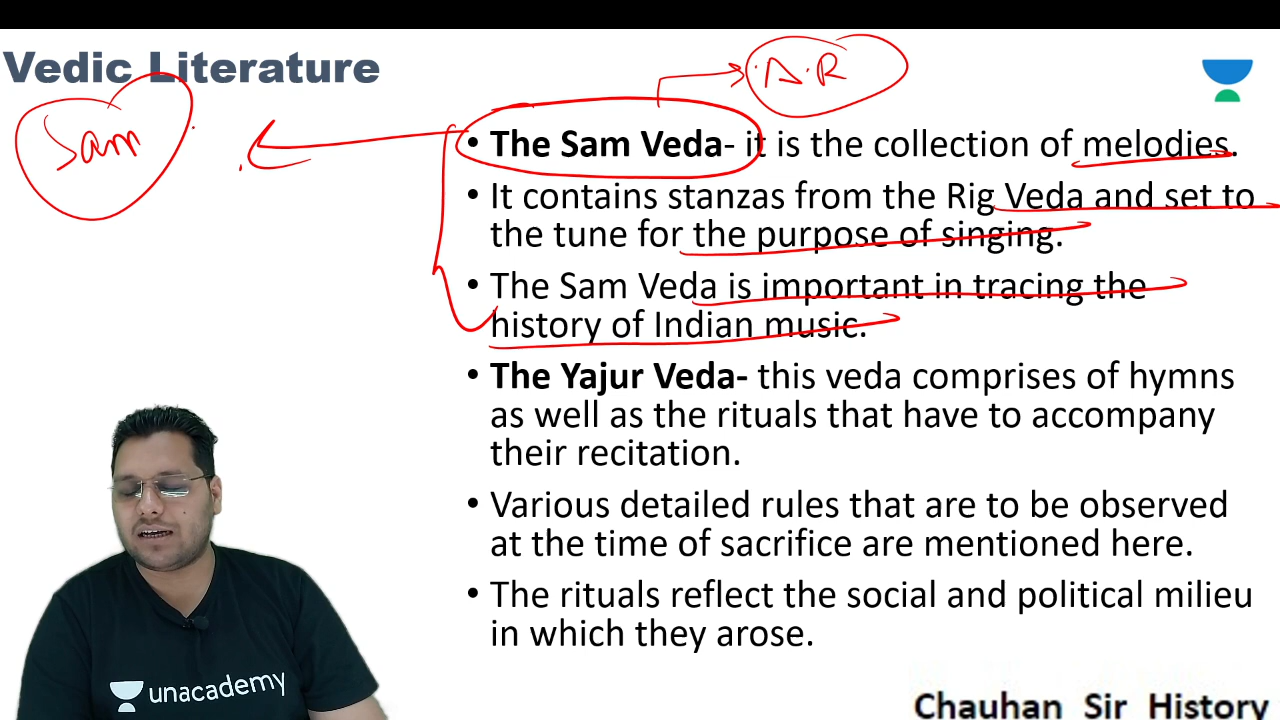 Vedic Literature
A.R
Sam
• The Sam Veda- it is the collection of melodies.
• It contains stanzas from the Rig Veda and set to
the tune for the purpose of singing.
• The Sam Veda is important in tracing the
history of Indian music.
• The Yajur Veda- this veda comprises of hymns
as well as the rituals that have to accompany
their recitation.
• Various detailed rules that are to be observed
at the time of sacrifice are mentioned here.
• The rituals reflect the social and political milieu
in which they arose.
unacademy
Chauhan Sir History